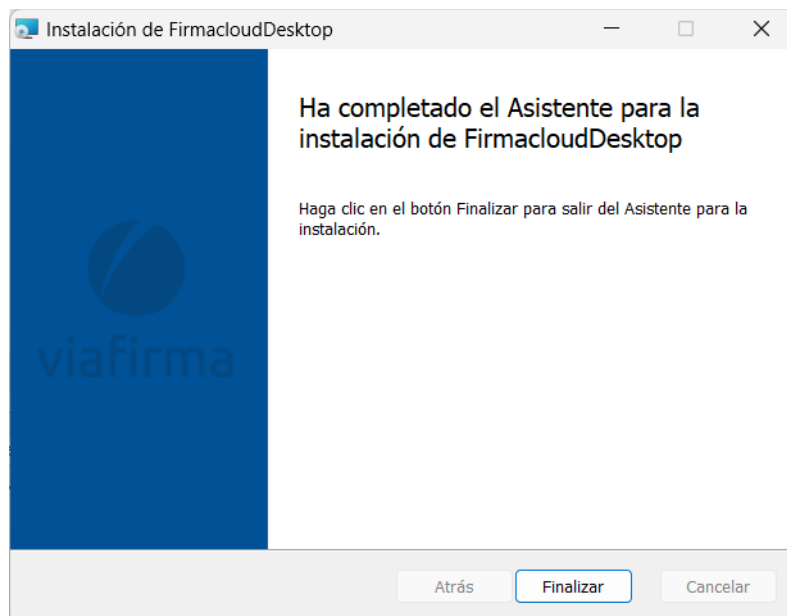 Instalación de FirmacloudDesktop
Ha completado el Asistente para la
instalación de FirmacloudDesktop
Haga clic en el botón Finalizar para salir del Asistente para la
instalación.
viafirma
Atrás
Finalizar
Cancelar